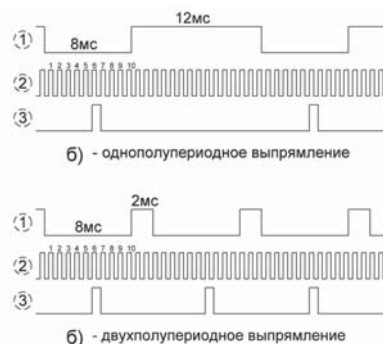 12мс
1 8мс
1 2 3 4 5 6 7 8 9 10
2
3
б) - однополупериодное выпрямление
2мс
1 8мс
1 2 3 4 5 6 7 8 9 10
2
3
б) - двухполупериодное выпрямление